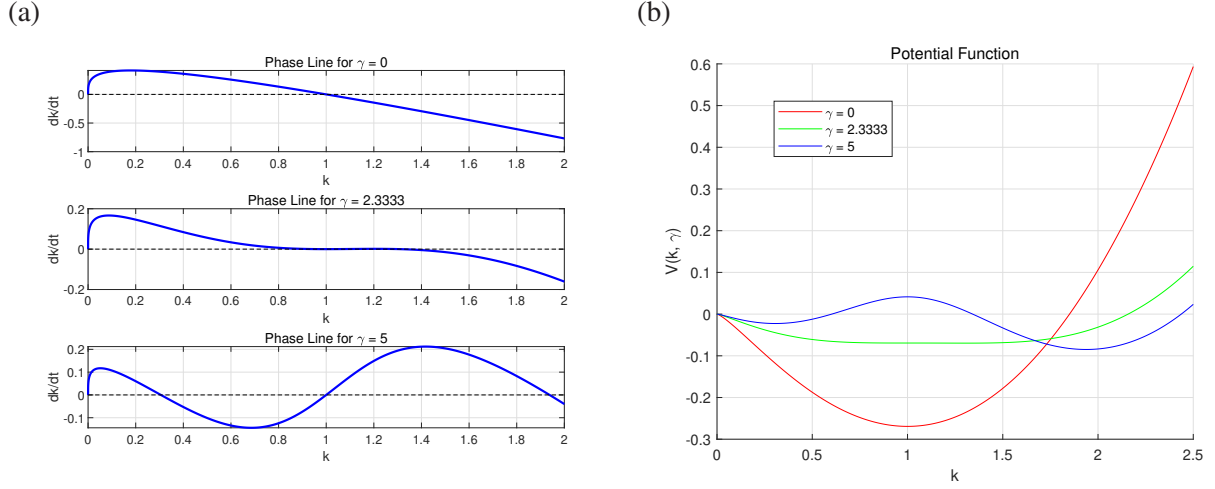 (a)
Phase Line for γ = 0
0
-0.5
-1
dk/dt
0 0.2 0.4 0.6 0.8 1 1.2 1.4 1.6 1.8 2
k
Phase Line for γ = 2.3333
0.2
0
-0.2
dk/dt
0 0.2 0.4 0.6 0.8 1 1.2 1.4 1.6 1.8 2
k
Phase Line for γ = 5
0.2
0.1
0
-0.1
dk/dt
0 0.2 0.4 0.6 0.8 1 1.2 1.4 1.6 1.8 2
k
(b)
Potential Function
0.6
0.5
0.4
0.3
0.2
0.1
0
-0.1
-0.2
-0.3
V(k, γ)
γ = 0
γ = 2.3333
γ = 5
0 0.5 1 1.5 2 2.5
k